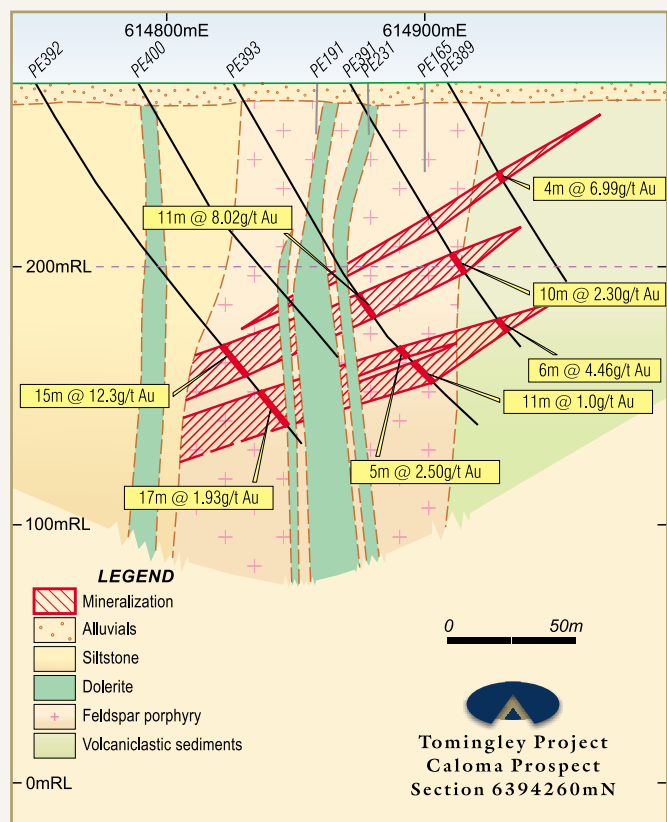 614800mE
614900mE
PE392
PE400
PE393
PE191
PE391
PE231
PE165
PE389
4m @ 6.99g/t Au
11m @ 8.02g/t Au
200mRL
10m @ 2.30g/t Au
6m @ 4.46g/t Au
15m @ 12.3g/t Au
11m @ 1.0g/t Au
5m @ 2.50g/t Au
17m @ 1.93g/t Au
100mRL
LEGEND
Mineralization
Alluvials
Siltstone
Dolerite
Feldspar porphyry
Volcaniclastic sediments
0 50m
Tomingley Project
Caloma Prospect
Section 6394260mN
0mRL